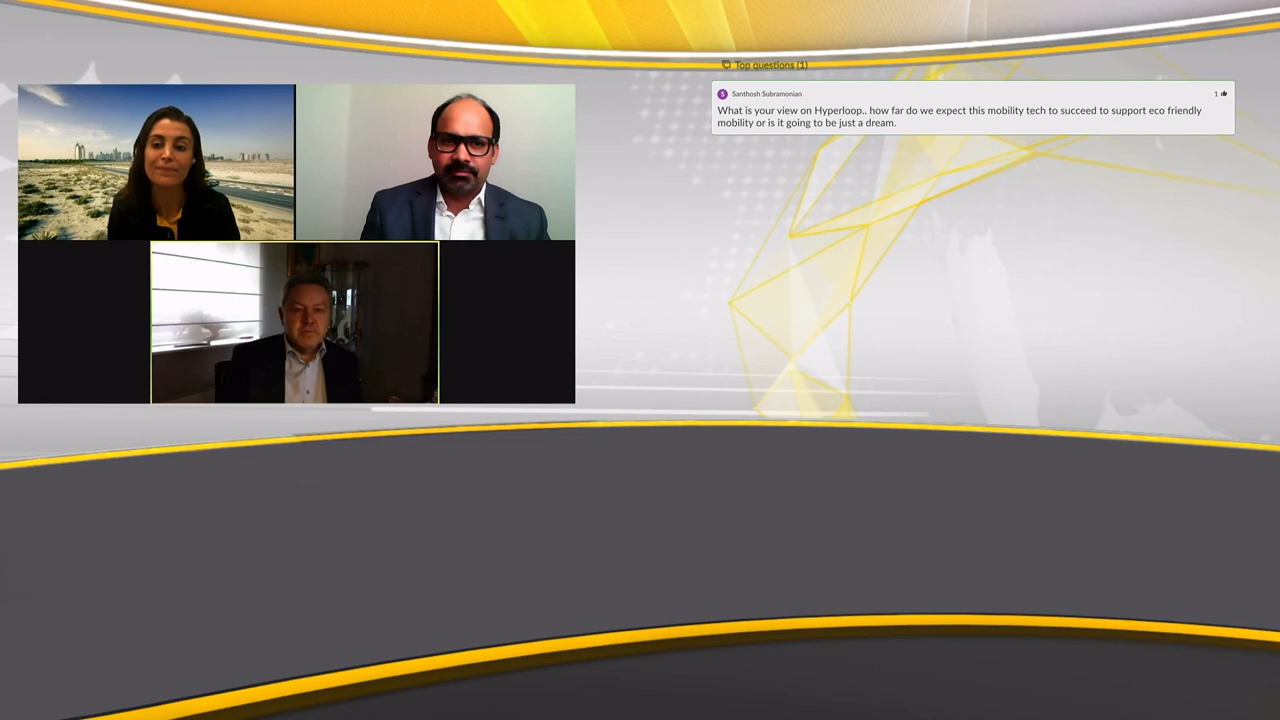 Top questions (1)
S Santhosh Subramonian 1
What is your view on Hyperloop.. how far do we expect this mobility tech to succeed to support eco friendly
mobility or is it going to be just a dream.